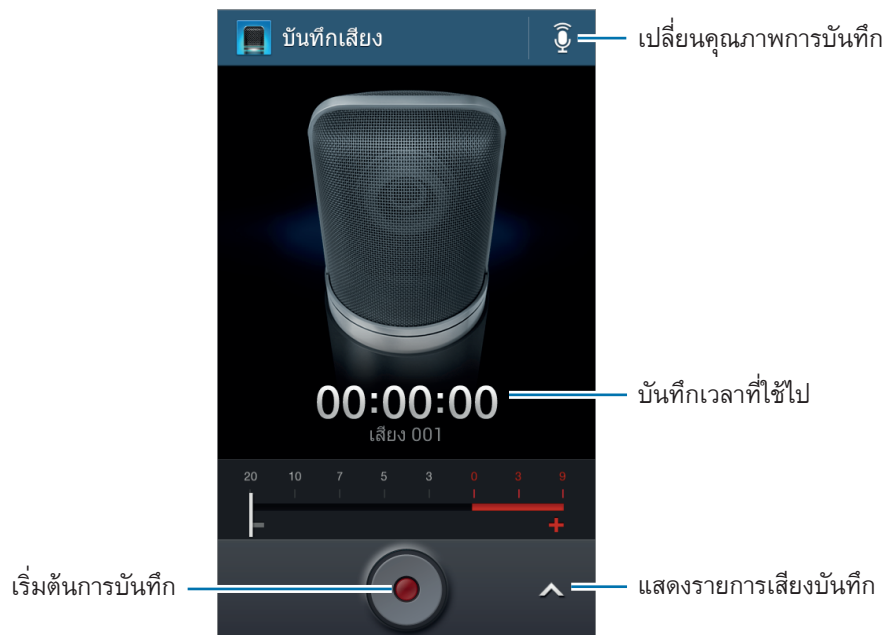 บันทึกเสียง
เปลี่ยนคุณภาพการบันทึก
00:00:00
บันทึกเวลาที่ใช้ไป
เสียง 001
20 10 7 5 3 0 3 9
- +
เริ่มต้นการบันทึก
แสดงรายการเสียงบันทึก